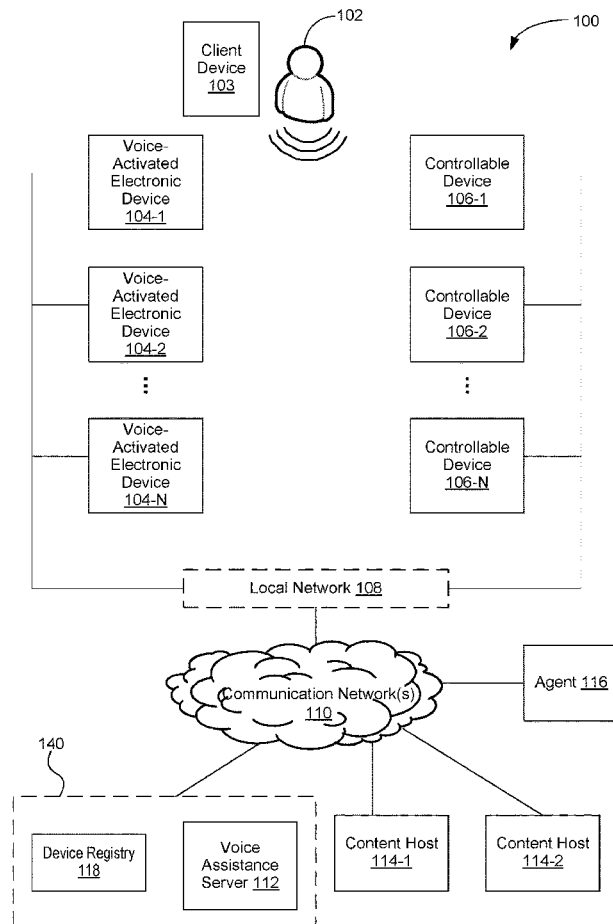 102
100
Client
Device
103
Voice-
Activated
Electronic
Device
104-1
Controllable
Device
106-1
Voice-
Activated
Electronic
Device
104-2
Controllable
Device
106-2
...
...
Voice-
Activated
Electronic
Device
104-N
Controllable
Device
106-N
Local Network 108
Communication Network(s)
110
Agent 116
140
Device Registry
118
Voice
Assistance
Server 112
Content Host
114-1
Content Host
114-2